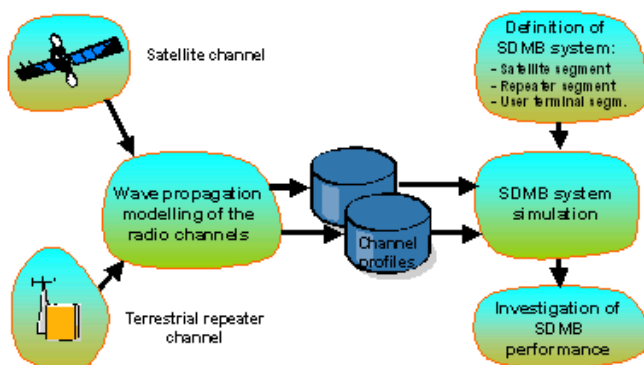 Satellite channel
Definition of
SDMB system:
- Satellite segment
- Repeater segment
- User terminal segm.
Wave propagation
modelling of the
radio channels
Channel
profiles
SDMB system
simulation
Terrestrial repeater
channel
Investigation of
SDMB
performance